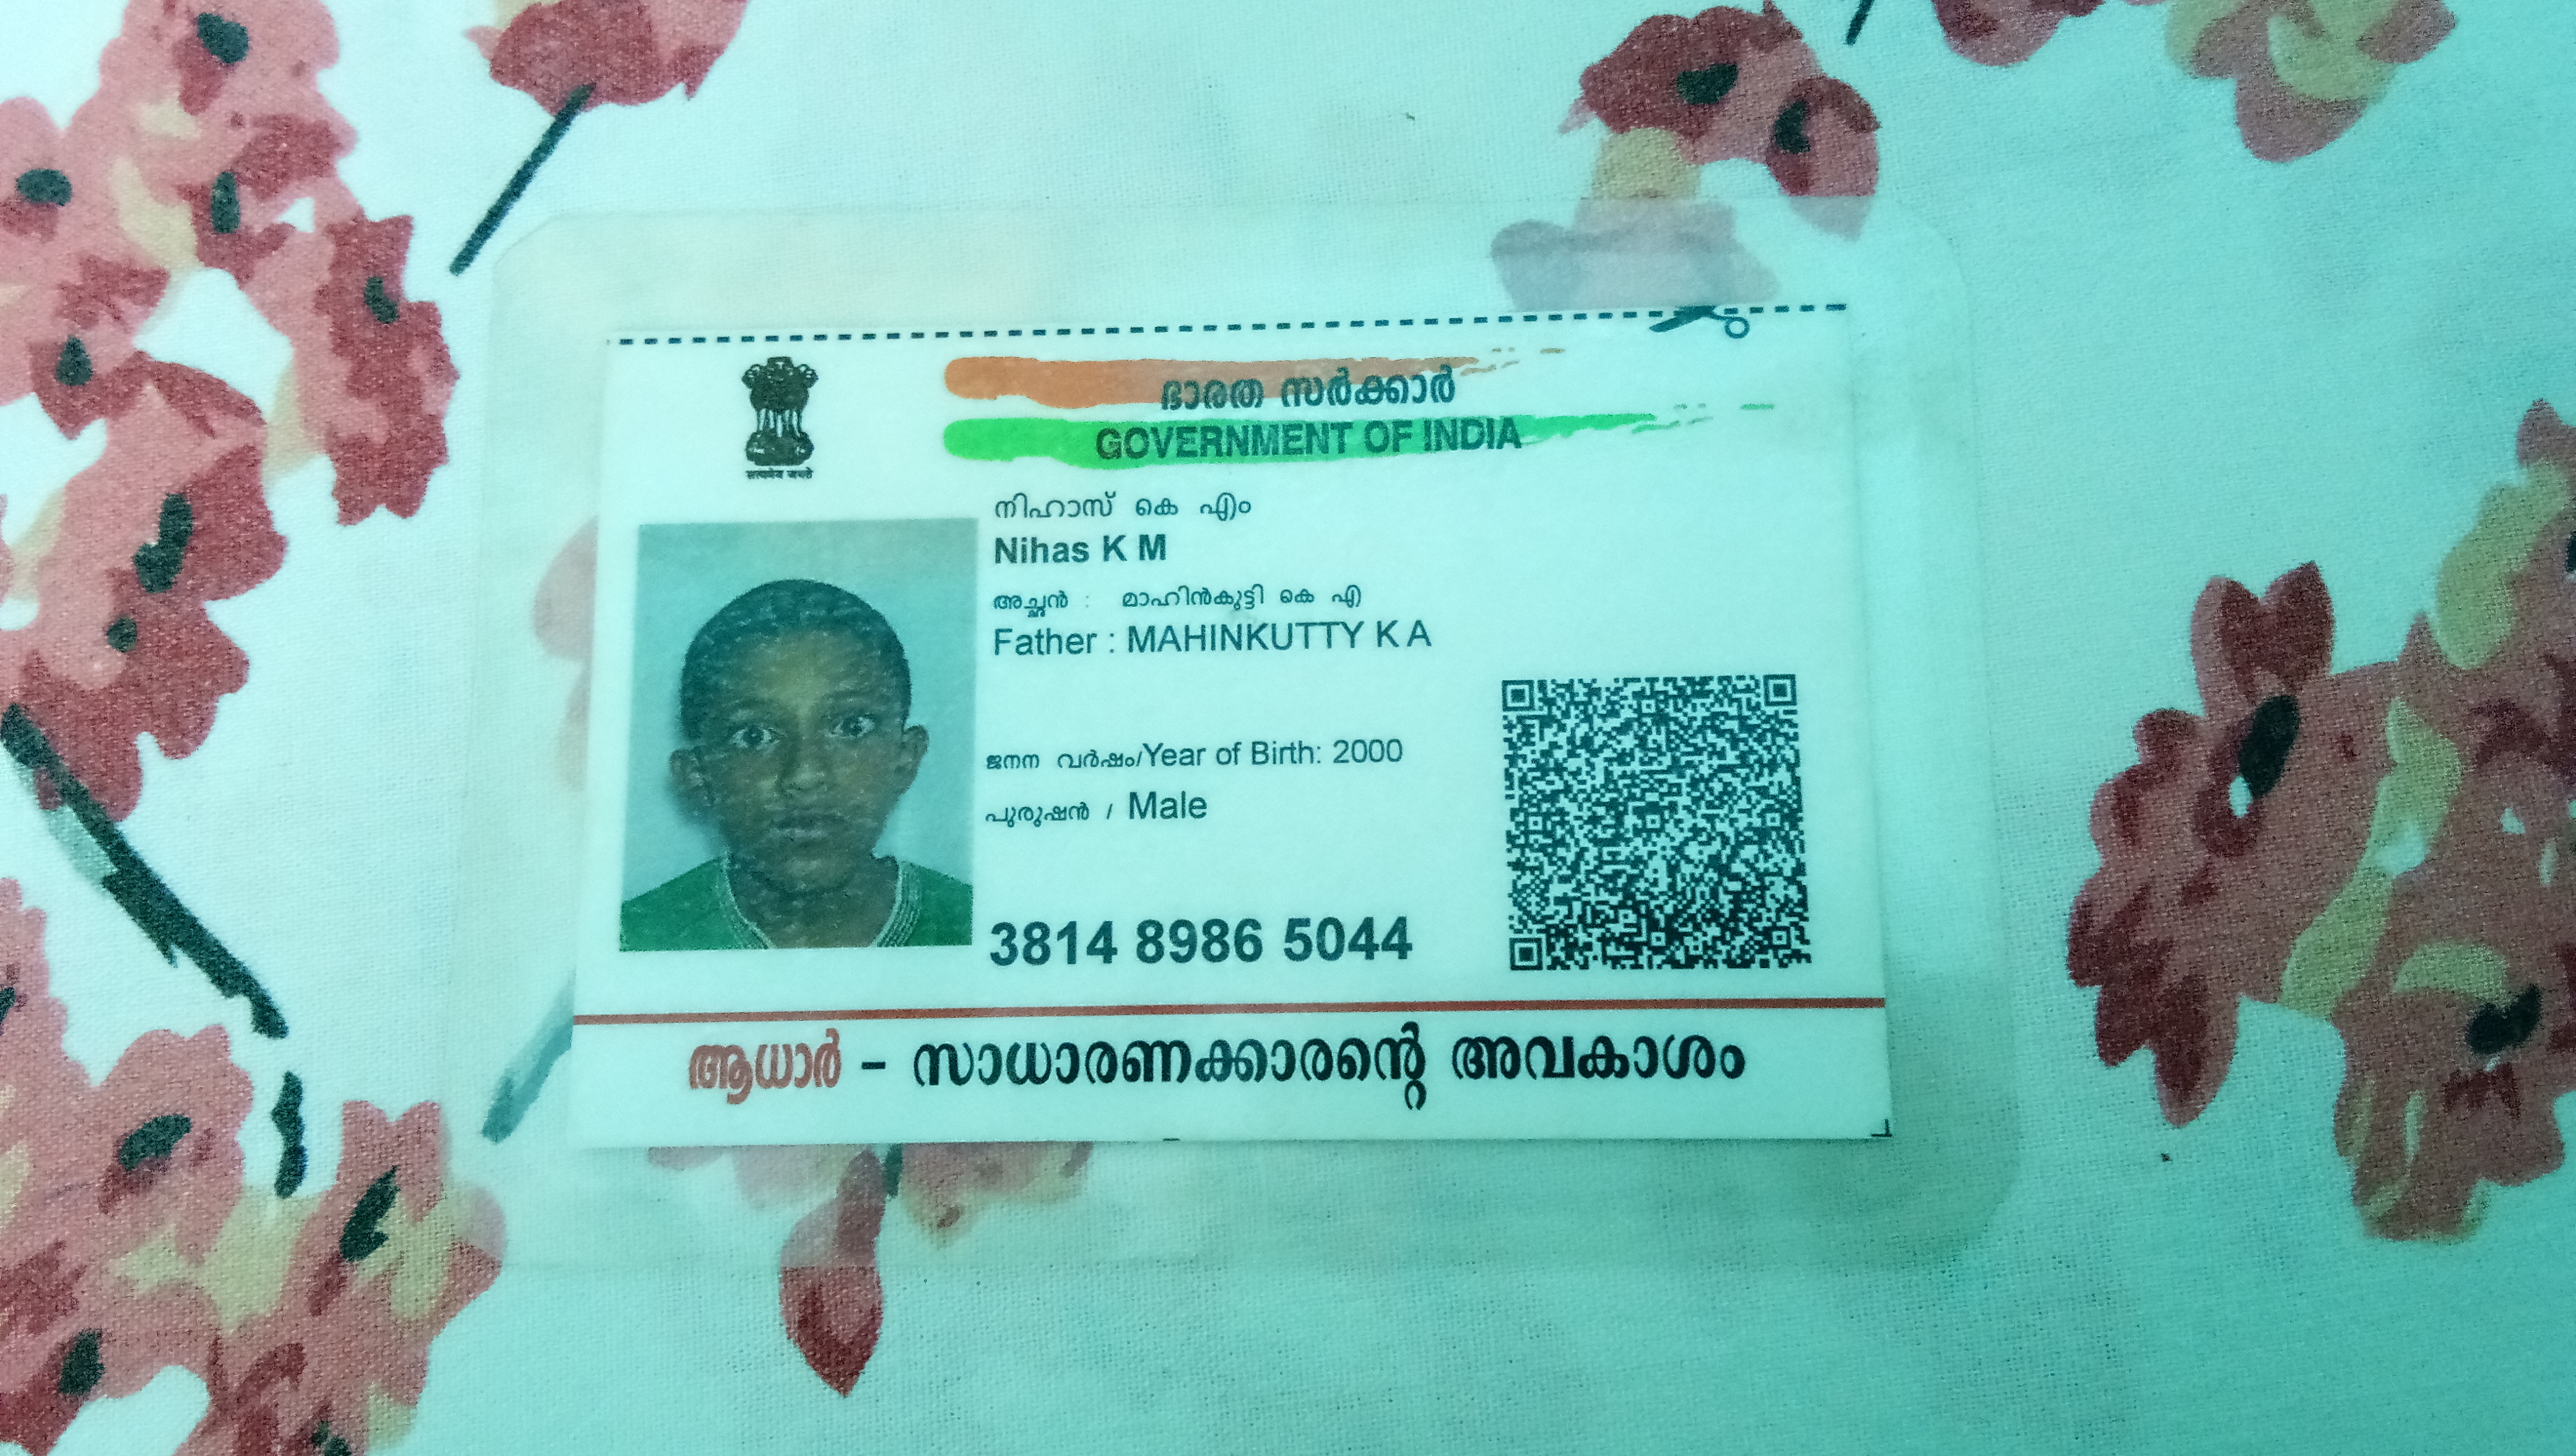 ഭാരത സർക്കാർ
GOVERNMENT OF INDIA
सत्यमेव जयते
നിഹാസ് കെ എം
Nihas K M
അച്ഛൻ : മാഹിൻകുട്ടി കെ എ
Father : MAHINKUTTY K A
ജനന വർഷം/Year of Birth: 2000
പുരുഷൻ / Male
3814 8986 5044
ആധാർ - സാധാരണക്കാരന്റെ അവകാശം